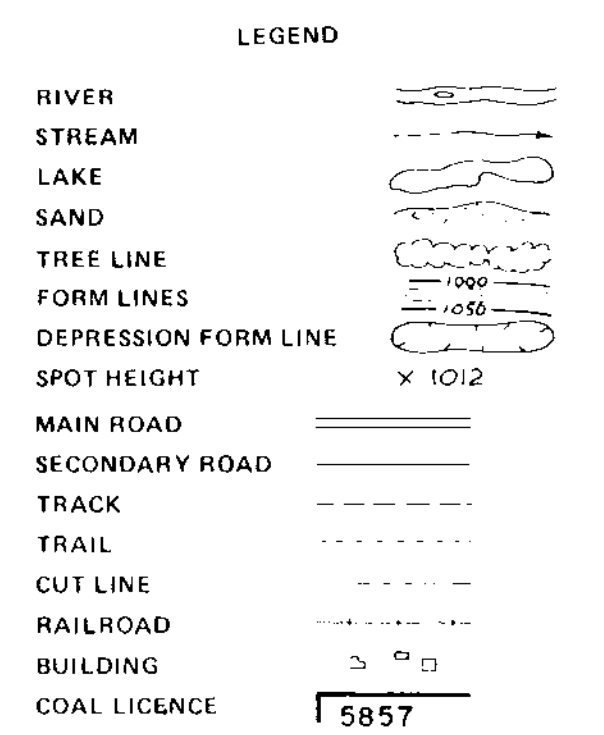 LEGEND
RIVER
STREAM
LAKE
SAND
TREE LINE
FORM LINES 1000
1050
DEPRESSION FORM LINE
SPOT HEIGHT × 1012
MAIN ROAD
SECONDARY ROAD
TRACK
TRAIL
CUT LINE
RAILROAD
BUILDING
COAL LICENCE 5857